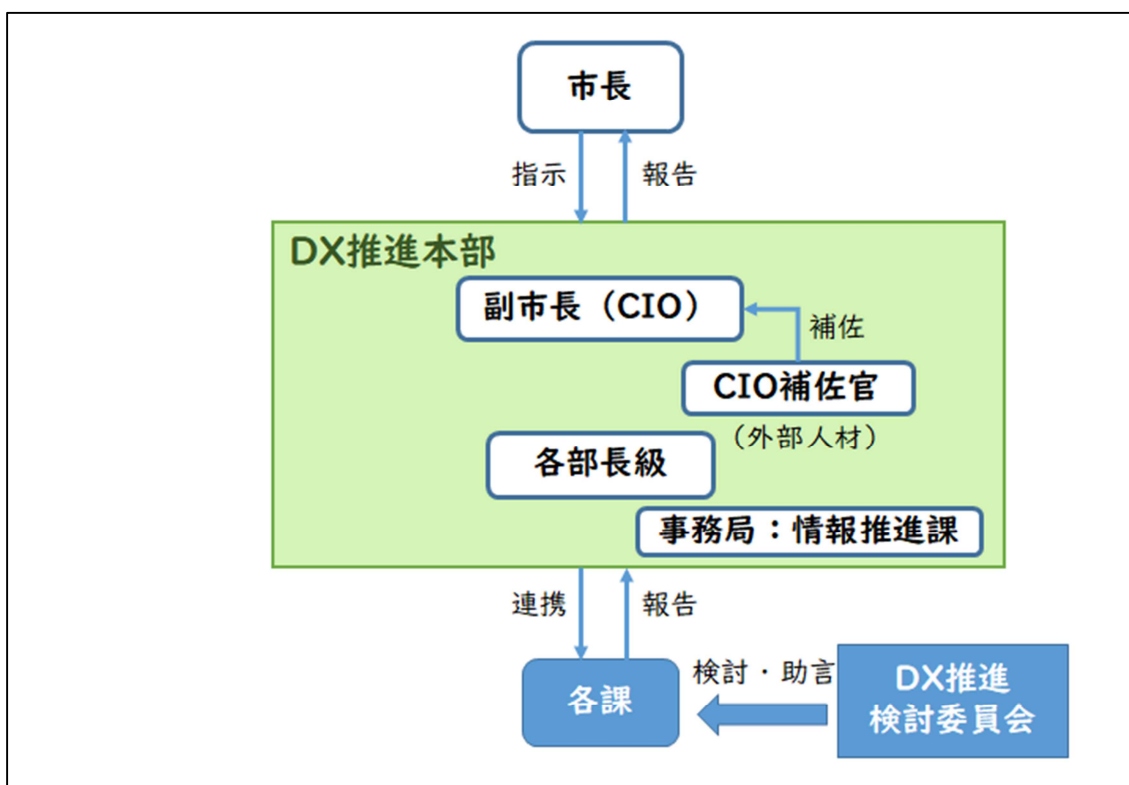 市長
指示
報告
DX推進本部
副市長（CIO）
補佐
CIO補佐官
（外部人材）
各部長級
事務局：情報推進課
連携
報告
各課
検討・助言
DX推進
検討委員会